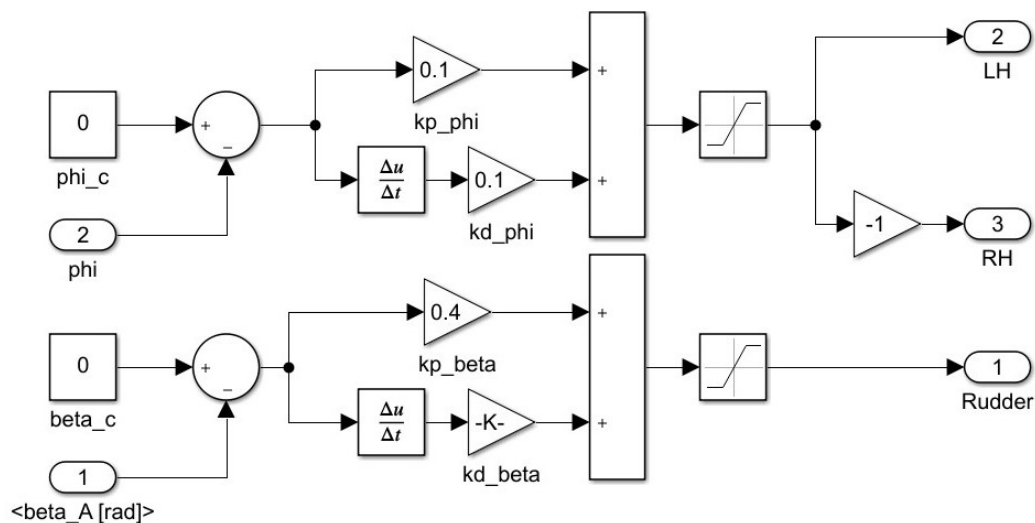 0
phi_c
2
phi
+
−
0.1
kp_phi
Δu
Δt
0.1
kd_phi
+
+
2
LH
-1
3
RH
0
beta_c
1
<beta_A [rad]>
+
−
0.4
kp_beta
Δu
Δt
-K-
kd_beta
+
+
1
Rudder